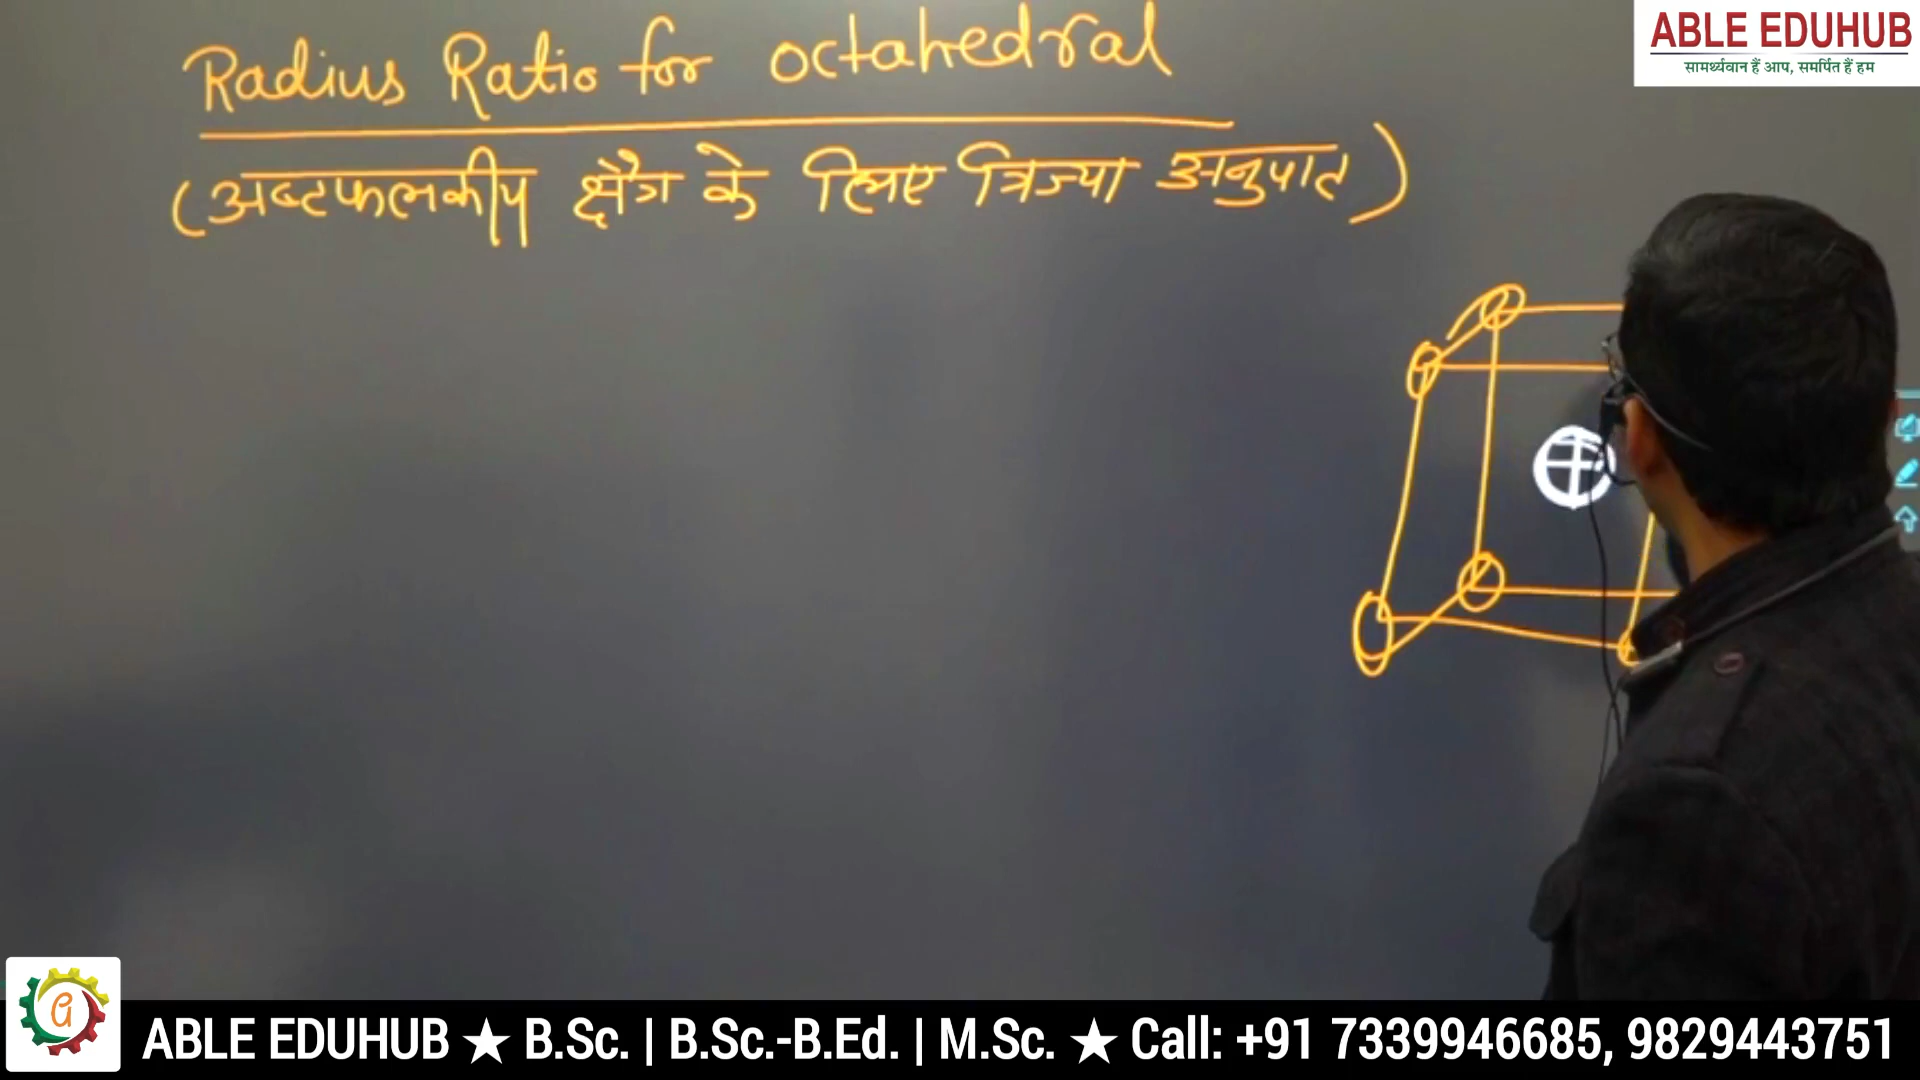 Radius Ratio for octahedral
(अष्टफलकीय क्षेत्र के लिए त्रिज्या अनुपात)
ABLE EDUHUB
सामर्थ्यवान हैं आप, समर्पित हैं हम
ABLE EDUHUB ★ B.Sc. | B.Sc.-B.Ed. | M.Sc. ★ Call: +91 7339946685, 9829443751